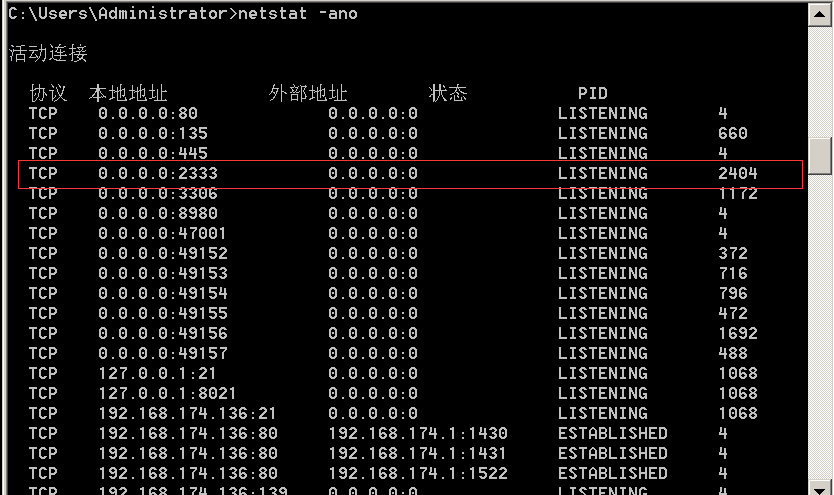 C:\Users\Administrator>netstat -ano
活动连接
协议 本地地址 外部地址 状态 PID
TCP 0.0.0.0:80 0.0.0.0:0 LISTENING 4
TCP 0.0.0.0:135 0.0.0.0:0 LISTENING 660
TCP 0.0.0.0:445 0.0.0.0:0 LISTENING 4
TCP 0.0.0.0:2333 0.0.0.0:0 LISTENING 2404
TCP 0.0.0.0:3306 0.0.0.0:0 LISTENING 1172
TCP 0.0.0.0:8980 0.0.0.0:0 LISTENING 4
TCP 0.0.0.0:47001 0.0.0.0:0 LISTENING 4
TCP 0.0.0.0:49152 0.0.0.0:0 LISTENING 372
TCP 0.0.0.0:49153 0.0.0.0:0 LISTENING 716
TCP 0.0.0.0:49154 0.0.0.0:0 LISTENING 796
TCP 0.0.0.0:49155 0.0.0.0:0 LISTENING 472
TCP 0.0.0.0:49156 0.0.0.0:0 LISTENING 1692
TCP 0.0.0.0:49157 0.0.0.0:0 LISTENING 488
TCP 127.0.0.1:21 0.0.0.0:0 LISTENING 1068
TCP 127.0.0.1:8021 0.0.0.0:0 LISTENING 1068
TCP 192.168.174.136:21 0.0.0.0:0 LISTENING 1068
TCP 192.168.174.136:80 192.168.174.1:1430 ESTABLISHED 4
TCP 192.168.174.136:80 192.168.174.1:1431 ESTABLISHED 4
TCP 192.168.174.136:80 192.168.174.1:1522 ESTABLISHED 4
TCP 192.168.174.136:139 0.0.0.0:0 LISTENING 4